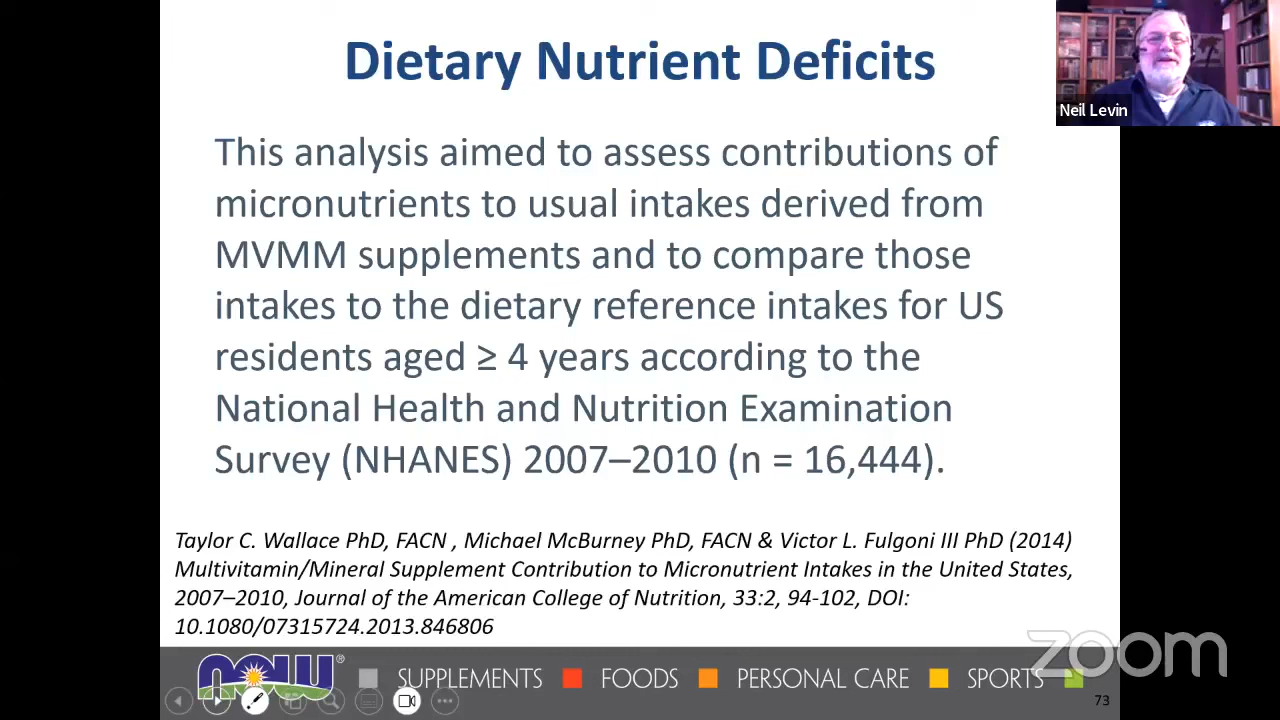 Dietary Nutrient Deficits
Neil Levin
This analysis aimed to assess contributions of
micronutrients to usual intakes derived from
MVMM supplements and to compare those
intakes to the dietary reference intakes for US
residents aged ≥ 4 years according to the
National Health and Nutrition Examination
Survey (NHANES) 2007–2010 (n = 16,444).
Taylor C. Wallace PhD, FACN , Michael McBurney PhD, FACN & Victor L. Fulgoni III PhD (2014)
Multivitamin/Mineral Supplement Contribution to Micronutrient Intakes in the United States,
2007–2010, Journal of the American College of Nutrition, 33:2, 94-102, DOI:
10.1080/07315724.2013.846806
NOW® SUPPLEMENTS FOODS PERSONAL CARE SPORTS
zoom
73